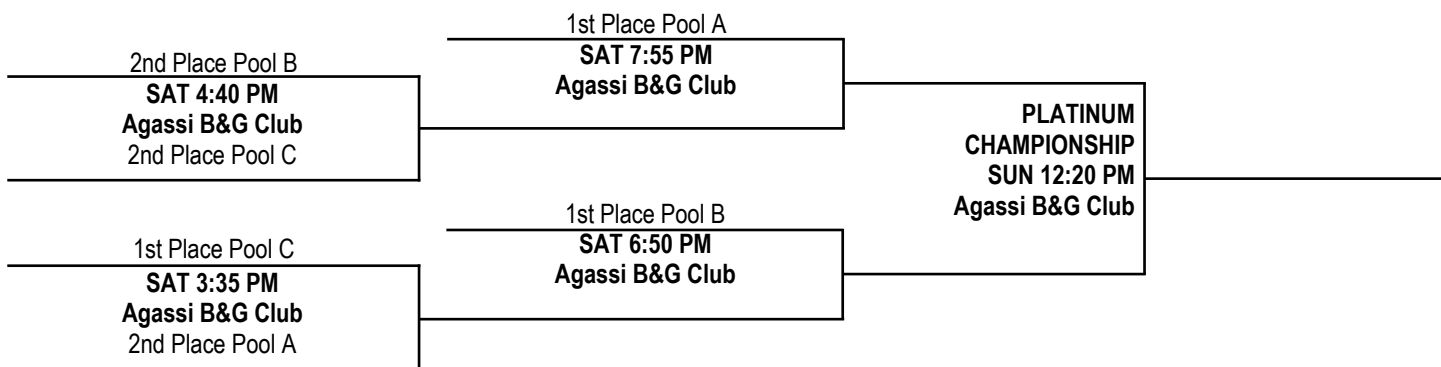 1st Place Pool A
SAT 7:55 PM
Agassi B&G Club
2nd Place Pool B
SAT 4:40 PM
Agassi B&G Club
2nd Place Pool C
PLATINUM
CHAMPIONSHIP
SUN 12:20 PM
Agassi B&G Club
1st Place Pool B
SAT 6:50 PM
Agassi B&G Club
1st Place Pool C
SAT 3:35 PM
Agassi B&G Club
2nd Place Pool A